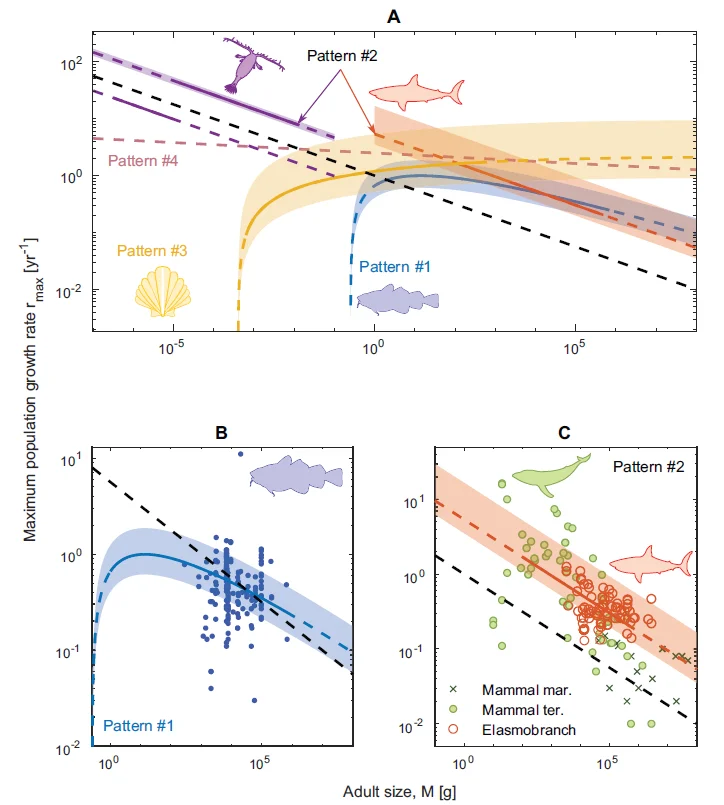 A
10²
10⁰
10⁻²
Pattern #2
Pattern #4
Pattern #3
Pattern #1
10⁻⁵
10⁰
10⁵
Maximum population growth rate rₘₐₓ [yr⁻¹]
B
10¹
10⁰
10⁻¹
10⁻²
Pattern #1
10⁰
10⁵
C
Pattern #2
10¹
10⁰
10⁻¹
10⁻²
Mammal mar.
Mammal ter.
Elasmobranch
10⁰
10⁵
Adult size, M [g]